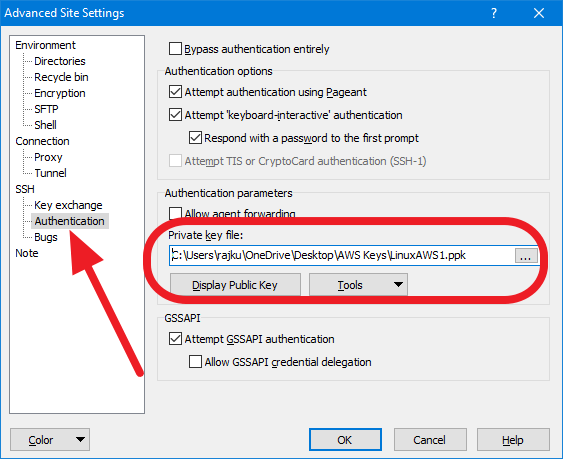 Advanced Site Settings
Environment
Directories
Recycle bin
Encryption
SFTP
Shell
Connection
Proxy
Tunnel
SSH
Key exchange
Authentication
Bugs
Note
Bypass authentication entirely
Authentication options
Attempt authentication using Pageant
Attempt 'keyboard-interactive' authentication
Respond with a password to the first prompt
Attempt TIS or CryptoCard authentication (SSH-1)
Authentication parameters
Allow agent forwarding
Private key file:
C:\Users\rajku\OneDrive\Desktop\AWS Keys\LinuxAWS1.ppk
...
Display Public Key
Tools
GSSAPI
Attempt GSSAPI authentication
Allow GSSAPI credential delegation
Color
OK
Cancel
Help